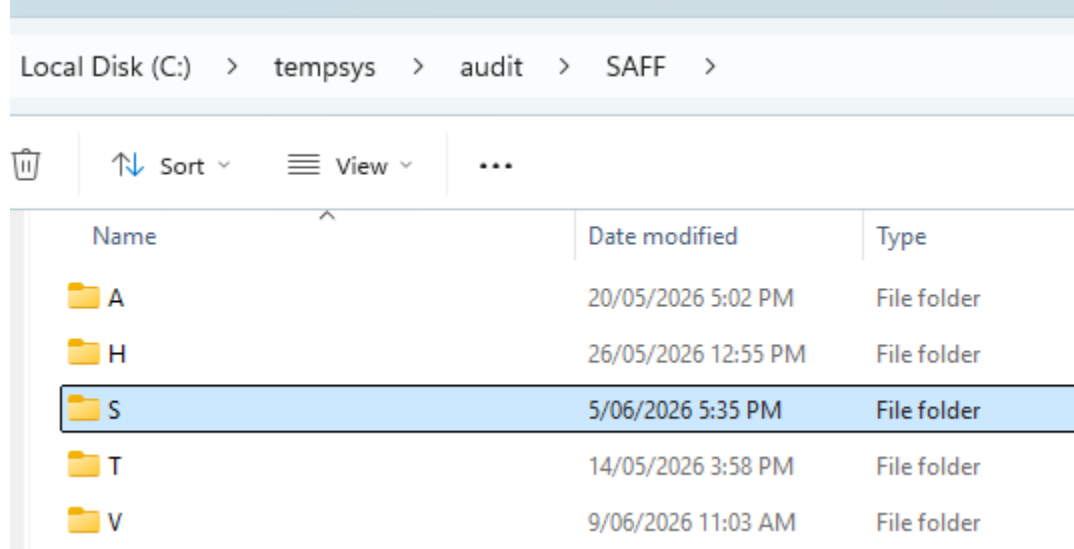 Local Disk (C:) > tempsys > audit > SAFF >
Sort View ...
Name Date modified Type
A 20/05/2026 5:02 PM File folder
H 26/05/2026 12:55 PM File folder
S 5/06/2026 5:35 PM File folder
T 14/05/2026 3:58 PM File folder
V 9/06/2026 11:03 AM File folder